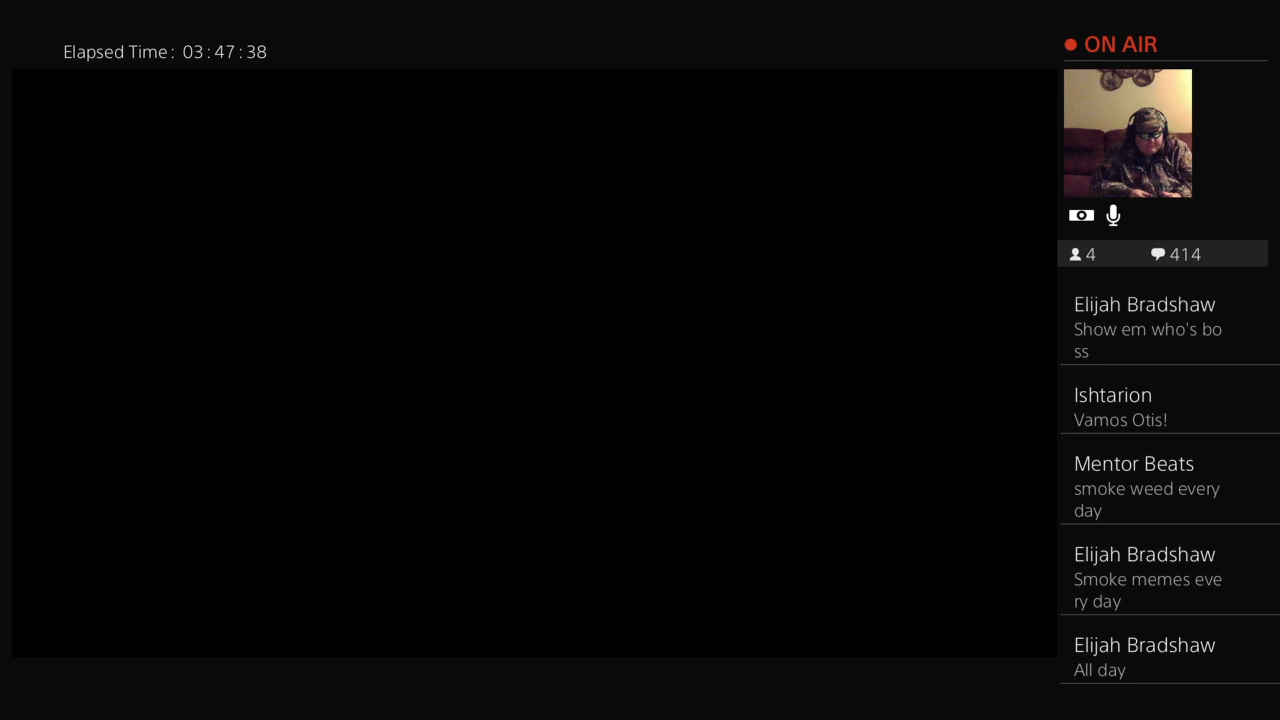 Elapsed Time: 03:47:38
ON AIR
4 414
Elijah Bradshaw
Show em who's bo
ss
Ishtarion
Vamos Otis!
Mentor Beats
smoke weed every
day
Elijah Bradshaw
Smoke memes eve
ry day
Elijah Bradshaw
All day